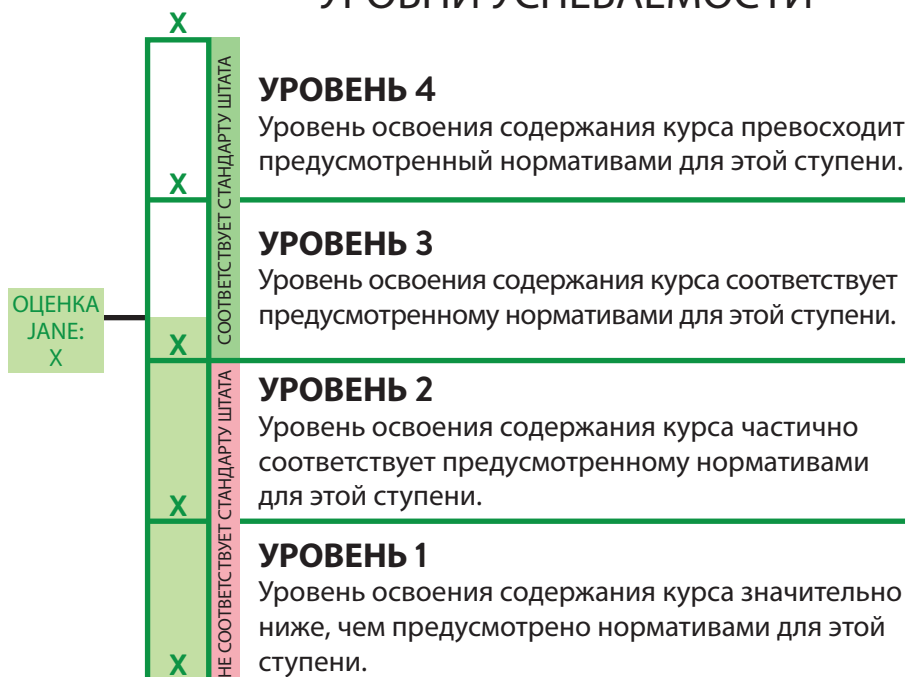 УРОВНИ УСПЕВАЕМОСТИ
X
СООТВЕТСТВУЕТ СТАНДАРТУ ШТАТА
УРОВЕНЬ 4
Уровень освоения содержания курса превосходит
предусмотренный нормативами для этой ступени.
X
УРОВЕНЬ 3
Уровень освоения содержания курса соответствует
предусмотренному нормативами для этой ступени.
ОЦЕНКА
JANE:
X
X
НЕ СООТВЕТСТВУЕТ СТАНДАРТУ ШТАТА
УРОВЕНЬ 2
Уровень освоения содержания курса частично
соответствует предусмотренному нормативами
для этой ступени.
X
УРОВЕНЬ 1
Уровень освоения содержания курса значительно
ниже, чем предусмотрено нормативами для этой
ступени.
X